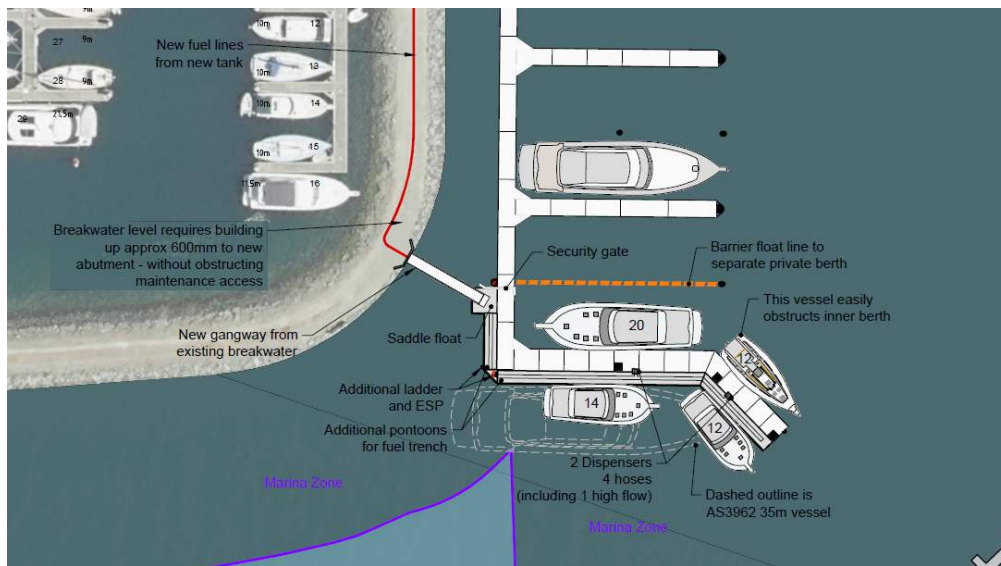 10m
12
27
9m
New fuel lines
from new tank
10m
13
28
9m
10m
14
29
21.5m
10m
15
11.5m
16
Breakwater level requires building
up approx 600mm to new
abutment - without obstructing
maintenance access
Security gate
Barrier float line to
separate private berth
This vessel easily
obstructs inner berth
New gangway from
existing breakwater
Saddle float
20
12
Additional ladder
and ESP
14
12
Additional pontoons
for fuel trench
2 Dispensers
4 hoses
(including 1 high flow)
Dashed outline is
AS3962 35m vessel
Marina Zone
Marina Zone